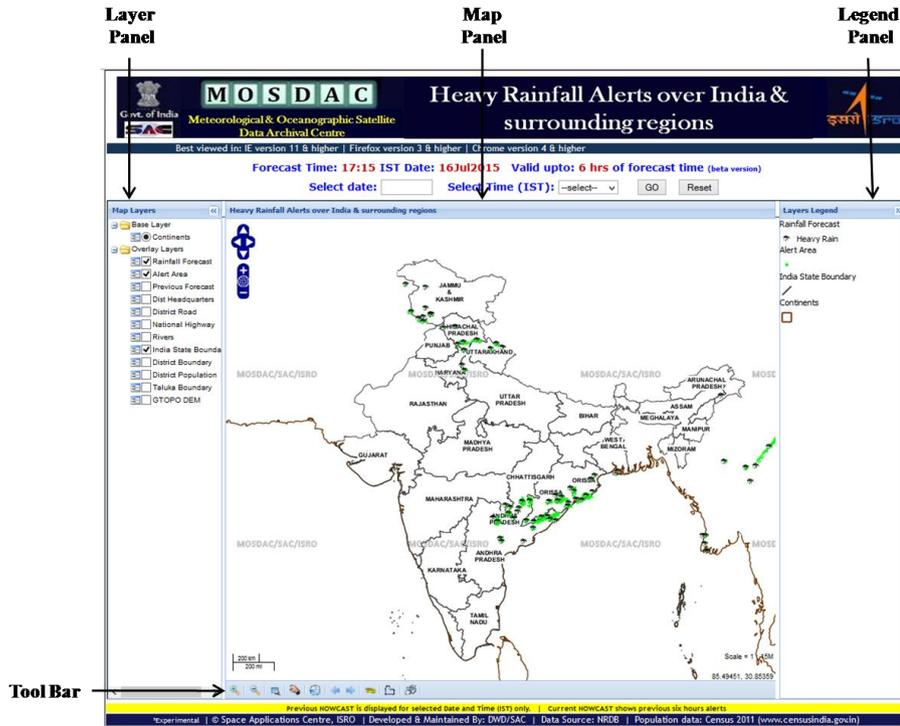 Layer
Panel
Map
Panel
Legend
Panel
Govt. of India
SAC
MOSDAC
Meteorological & Oceanographic Satellite
Data Archival Centre
Heavy Rainfall Alerts over India &
surrounding regions
इसरो isro
Best viewed in: IE version 11 & higher | Firefox version 3 & higher | Chrome version 4 & higher
Forecast Time: 17:15 IST Date: 16Jul2015 Valid upto: 6 hrs of forecast time (beta version)
Select date: Select Time (IST): --select-- GO Reset
Map Layers
Base Layer
Continents
Overlay Layers
Rainfall Forecast
Alert Area
Previous Forecast
Dist Headquarters
District Road
National Highway
Rivers
India State Bounda
District Boundary
District Population
Taluka Boundary
GTOPO DEM
Heavy Rainfall Alerts over India & surrounding regions
JAMMU
&
KASHMIR
HIMACHAL
PRADESH
PUNJAB
UTTARAKHAND
HARYANA
MOSDAC/SAC/ISRO MOSDAC/SAC/ISRO MOSDAC/SAC/ISRO MOSD
ARUNACHAL
PRADESH
RAJASTHAN
UTTAR
PRADESH
ASSAM
BIHAR
MEGHALAYA
MANIPUR
WEST
BENGAL
MIZORAM
MADHYA
PRADESH
GUJARAT
CHHATTISGARH
ORISSA
ORISSA
MAHARASHTRA
ANDHRA
PRADESH
MOSDAC/SAC/ISRO MOSDAC/SAC/ISRO MOSDAC/SAC/ISRO MOSD
ANDHRA
PRADESH
KARNATAKA
TAMIL
NADU
200 km
200 mi
Scale = 1 : 15M
85.49451, 30.85359
Layers Legend
Rainfall Forecast
Heavy Rain
Alert Area
India State Boundary
Continents
Tool Bar
Previous NOWCAST is displayed for selected Date and Time (IST) only. | Current NOWCAST shows previous six hours alerts
*Experimental | © Space Applications Centre, ISRO | Developed & Maintained By: DWD/SAC | Data Source: NRDB | Population data: Census 2011 (www.censusindia.gov.in)